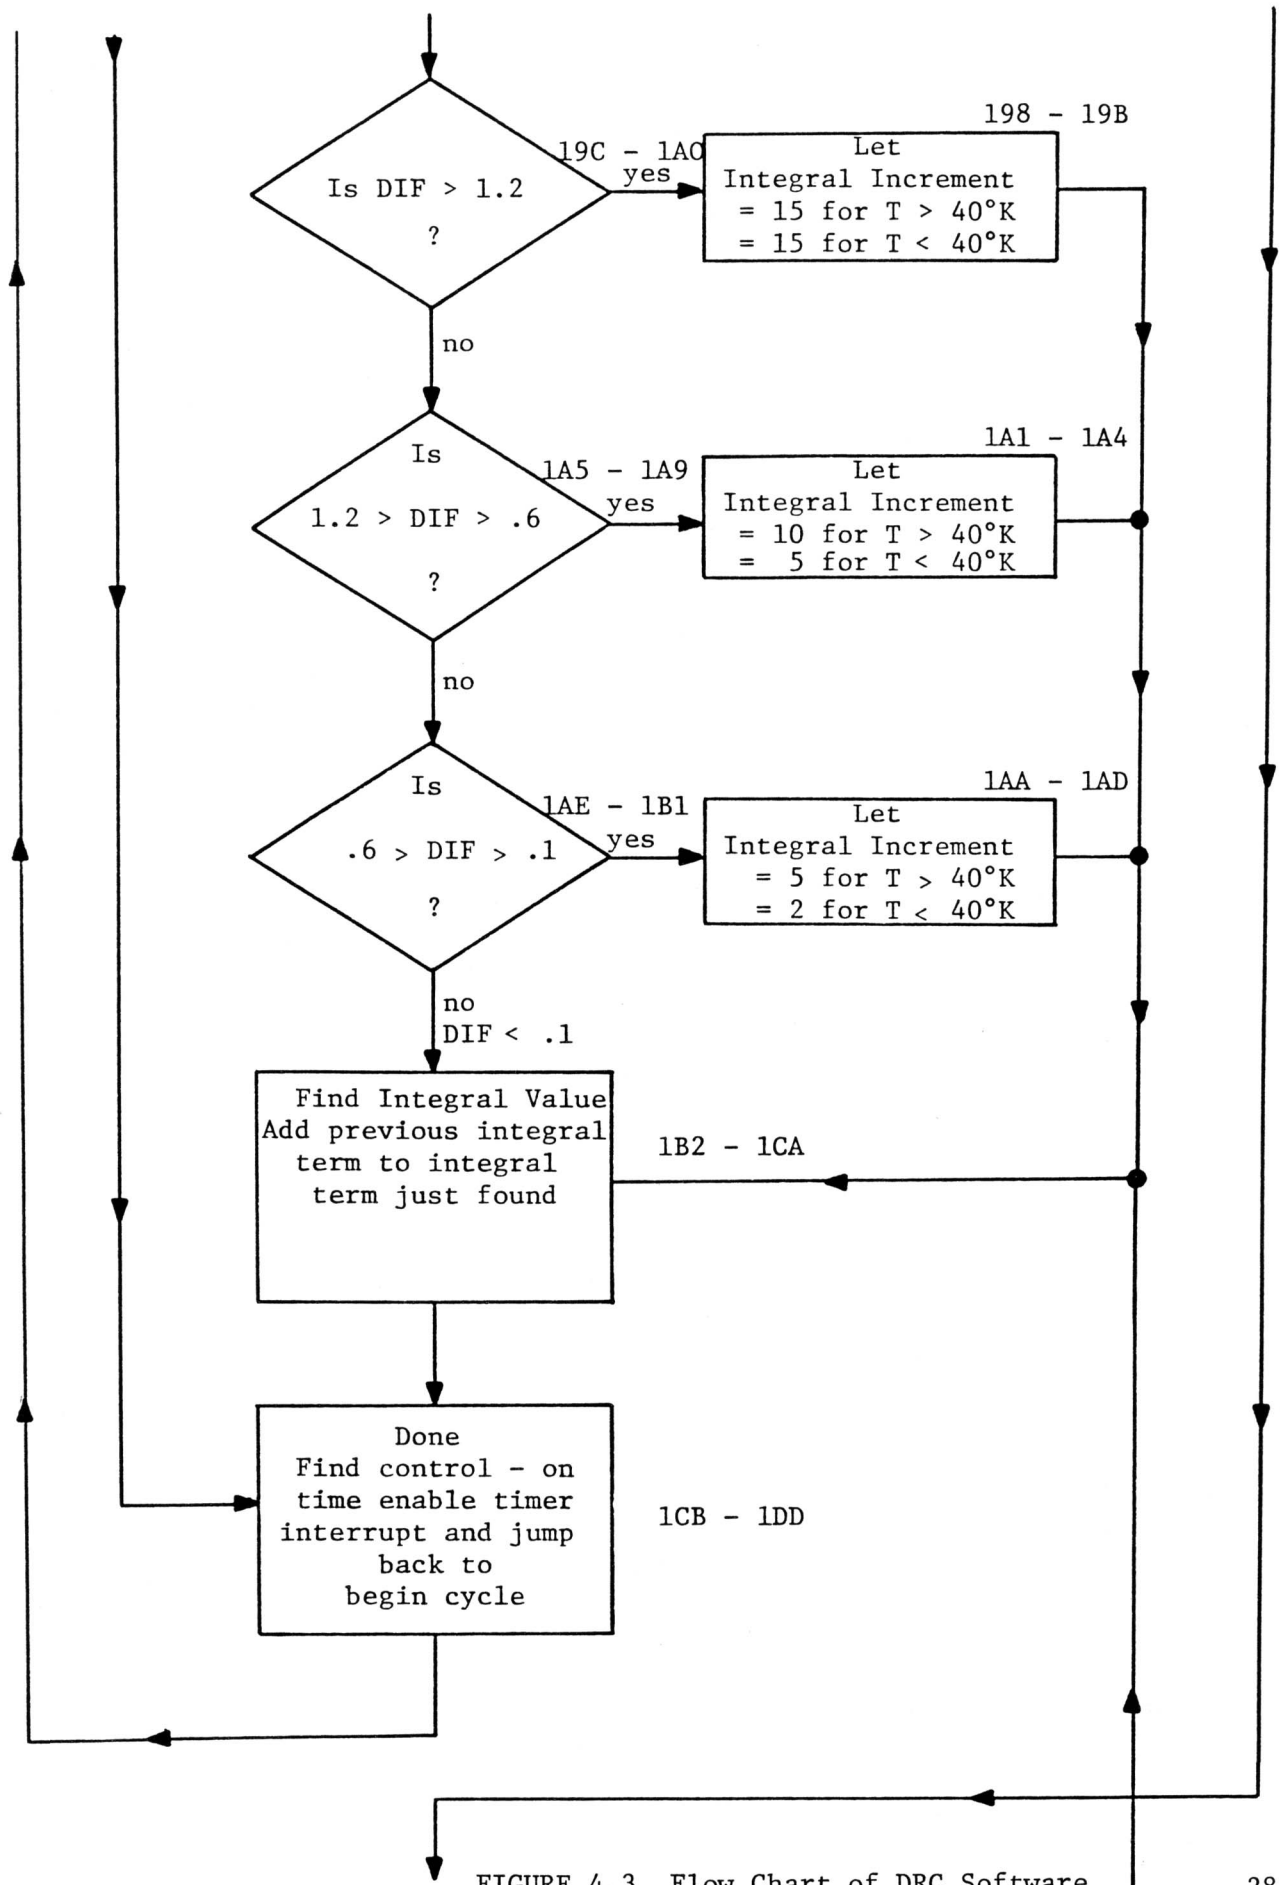 198 - 19B
19C - 1A0
yes
Is DIF > 1.2
?
Let
Integral Increment
= 15 for T > 40°K
= 15 for T < 40°K
no
1A1 - 1A4
Is
1A5 - 1A9
yes
1.2 > DIF > .6
?
Let
Integral Increment
= 10 for T > 40°K
= 5 for T < 40°K
no
1AA - 1AD
Is
1AE - 1B1
yes
.6 > DIF > .1
?
Let
Integral Increment
= 5 for T > 40°K
= 2 for T < 40°K
no
DIF < .1
Find Integral Value
Add previous integral
term to integral
term just found
1B2 - 1CA
Done
Find control - on
time enable timer
interrupt and jump
back to
begin cycle
1CB - 1DD
FIGURE 4.3 Flow Chart of DRC Software
28